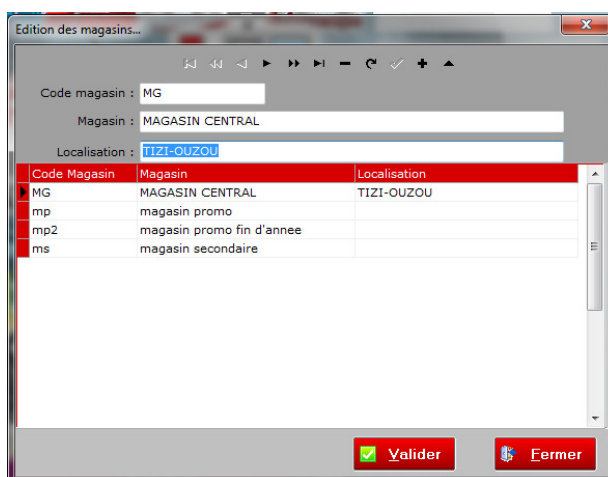 Edition des magasins...
Code magasin : MG
Magasin : MAGASIN CENTRAL
Localisation : TIZI-OUZOU
Code Magasin Magasin Localisation
MG MAGASIN CENTRAL TIZI-OUZOU
mp magasin promo
mp2 magasin promo fin d'annee
ms magasin secondaire
Valider Fermer